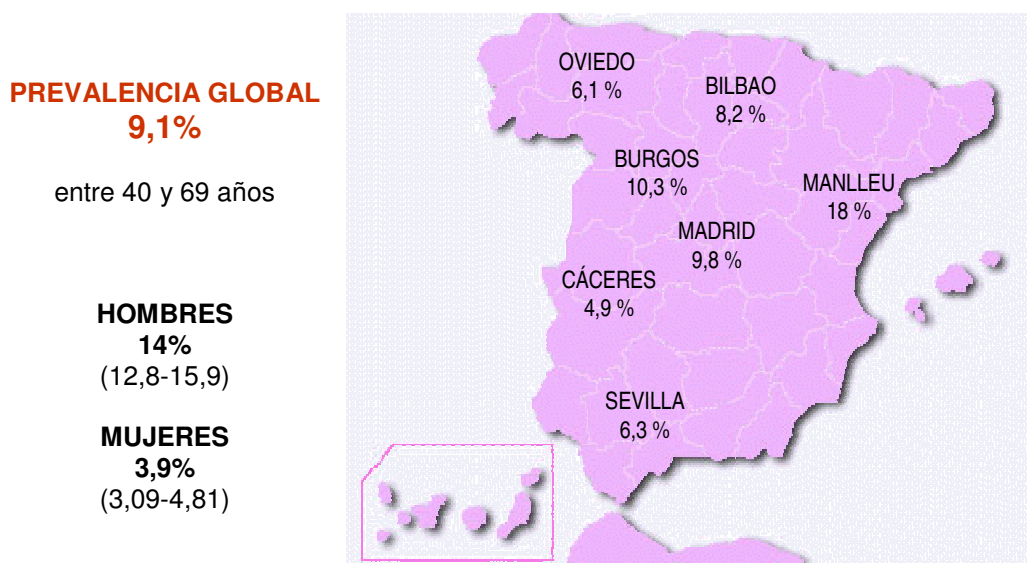 PREVALENCIA GLOBAL
9,1%
entre 40 y 69 años
HOMBRES
14%
(12,8-15,9)
MUJERES
3,9%
(3,09-4,81)
OVIEDO
6,1 %
BILBAO
8,2 %
BURGOS
10,3 %
MANLLEU
18 %
MADRID
9,8 %
CÁCERES
4,9 %
SEVILLA
6,3 %